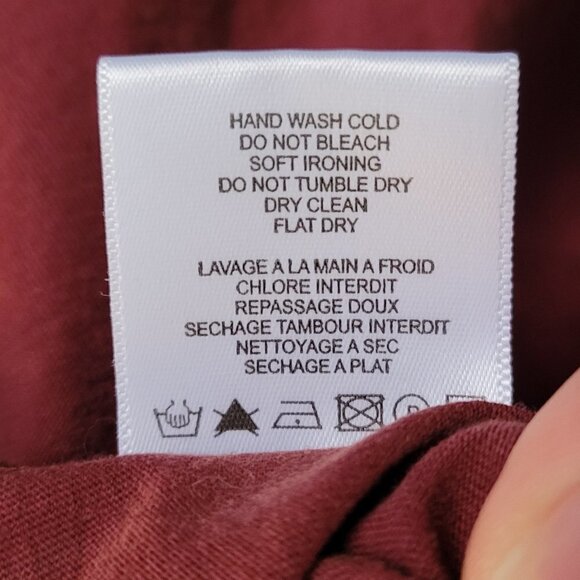 HAND WASH COLD
DO NOT BLEACH
SOFT IRONING
DO NOT TUMBLE DRY
DRY CLEAN
FLAT DRY
LAVAGE A LA MAIN A FROID
CHLORE INTERDIT
REPASSAGE DOUX
SECHAGE TAMBOUR INTERDIT
NETTOYAGE A SEC
SECHAGE A PLAT